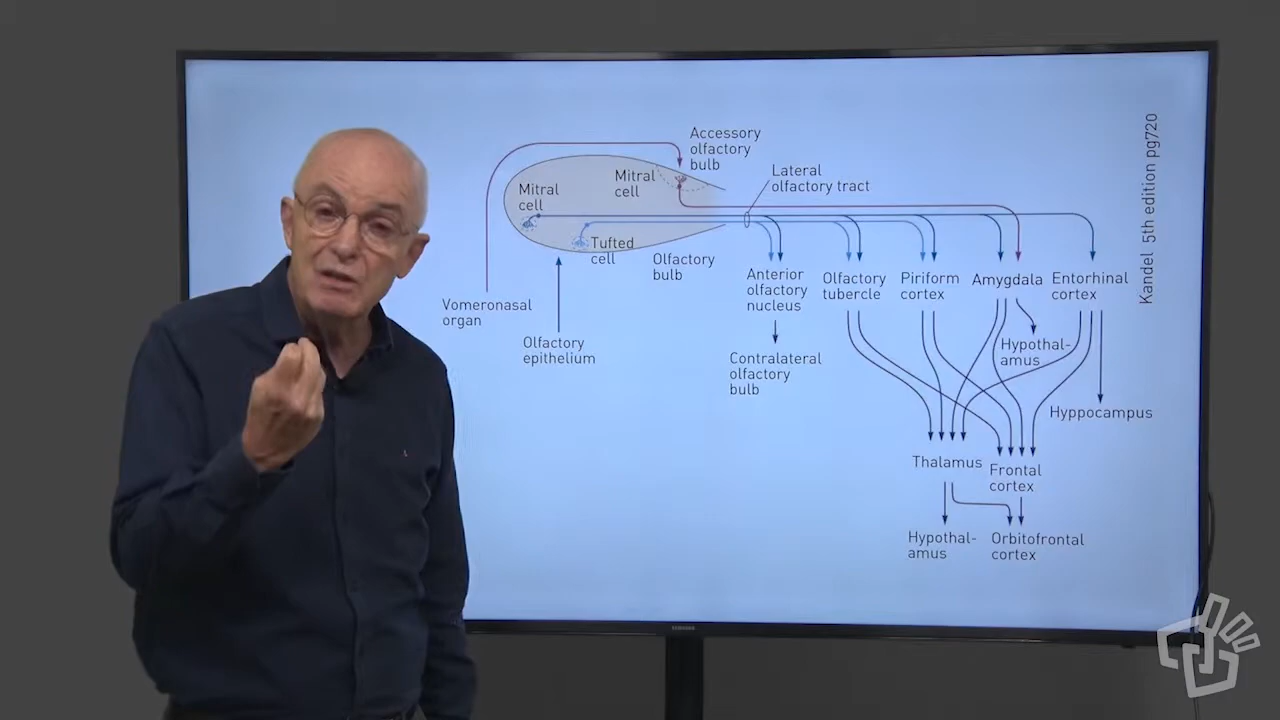 Accessory
olfactory
bulb
Lateral
olfactory tract
Mitral
cell
Mitral
cell
Tufted
cell
Olfactory
bulb
Vomeronasal
organ
Olfactory
epithelium
Anterior
olfactory
nucleus
Olfactory
tubercle
Piriform
cortex
Amygdala
Entorhinal
cortex
Contralateral
olfactory
bulb
Hypothal-
amus
Hyppocampus
Thalamus
Frontal
cortex
Hypothal-
amus
Orbitofrontal
cortex
Kandel 5th edition pg720
SAMSUNG